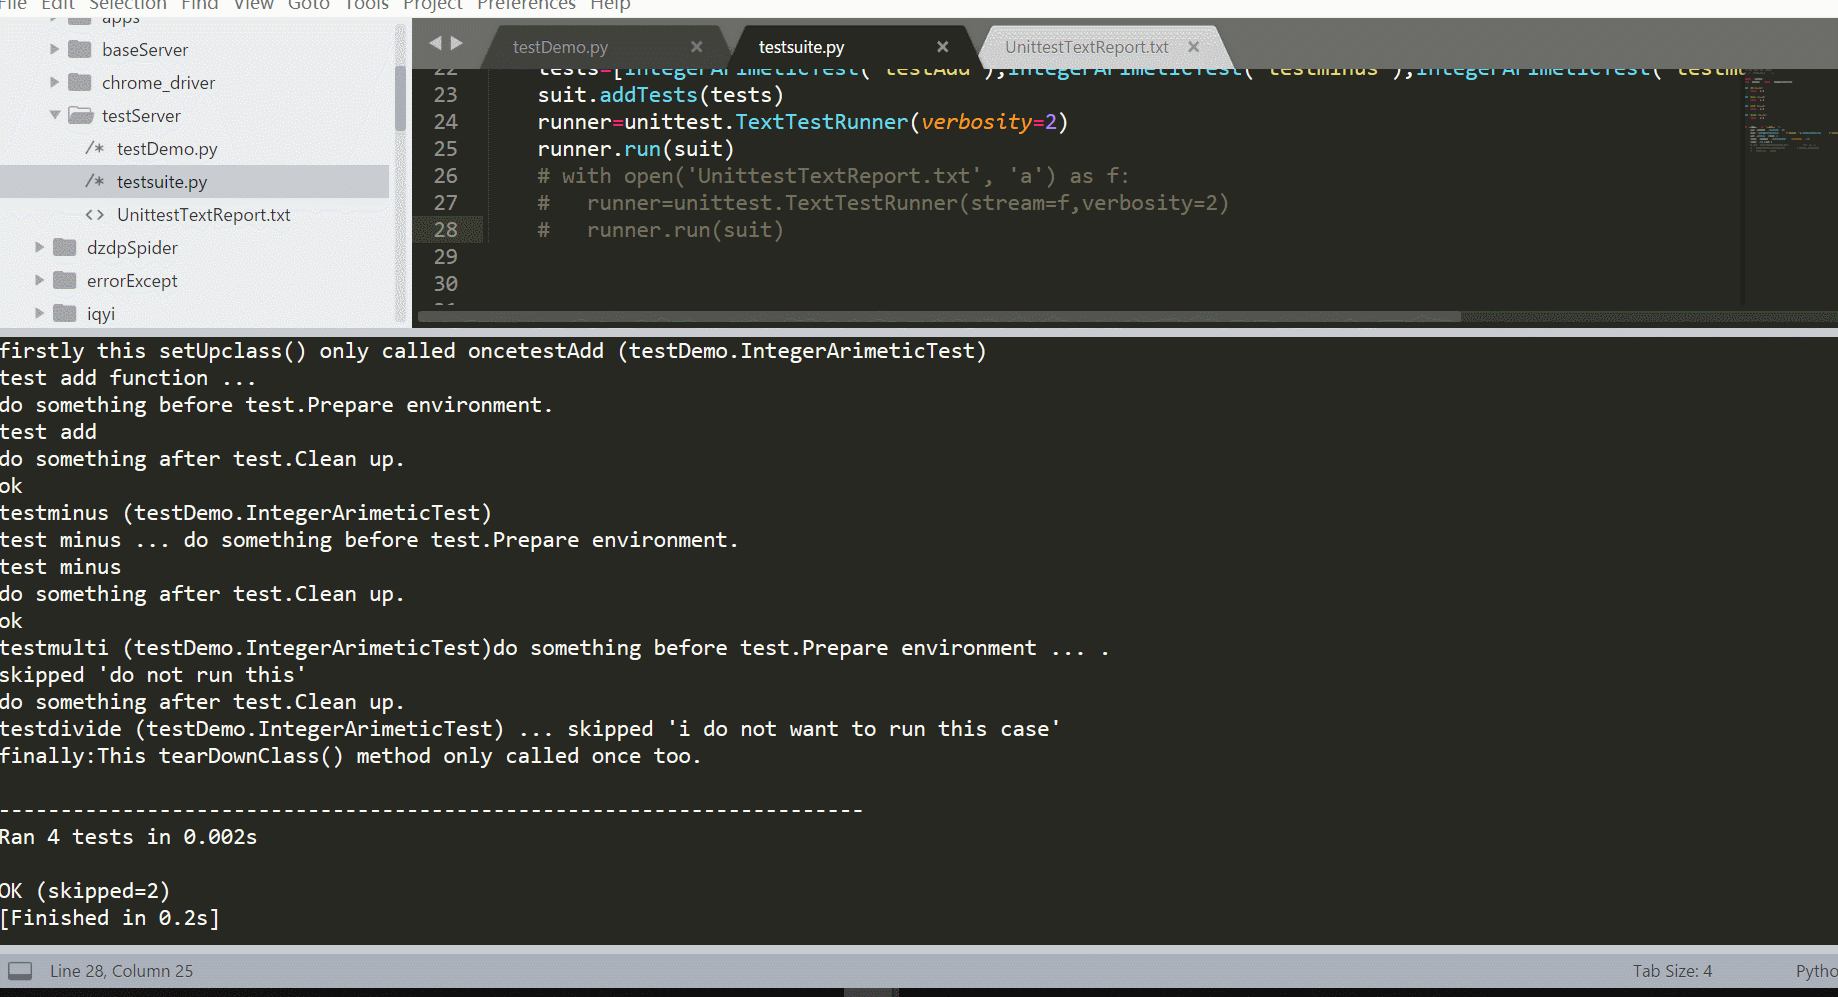 File Edit Selection Find View Goto Tools Project Preferences Help
apps
baseServer
chrome_driver
testServer
/* testDemo.py
/* testsuite.py
<> UnittestTextReport.txt
dzdpSpider
errorExcept
iqyi
testDemo.py × testsuite.py × UnittestTextReport.txt ×
22 tests=[IntegerArimeticTest('testAdd'),IntegerArimeticTest('testminus'),IntegerArimeticTest('testmu
23 suit.addTests(tests)
24 runner=unittest.TextTestRunner(verbosity=2)
25 runner.run(suit)
26 # with open('UnittestTextReport.txt', 'a') as f:
27 #   runner=unittest.TextTestRunner(stream=f,verbosity=2)
28 #   runner.run(suit)
29
30
firstly this setUpclass() only called oncetestAdd (testDemo.IntegerArimeticTest)
test add function ...
do something before test.Prepare environment.
test add
do something after test.Clean up.
ok
testminus (testDemo.IntegerArimeticTest)
test minus ... do something before test.Prepare environment.
test minus
do something after test.Clean up.
ok
testmulti (testDemo.IntegerArimeticTest)do something before test.Prepare environment ... .
skipped 'do not run this'
do something after test.Clean up.
testdivide (testDemo.IntegerArimeticTest) ... skipped 'i do not want to run this case'
finally:This tearDownClass() method only called once too.
----------------------------------------------------------------------
Ran 4 tests in 0.002s
OK (skipped=2)
[Finished in 0.2s]
Line 28, Column 25
Tab Size: 4
Pytho